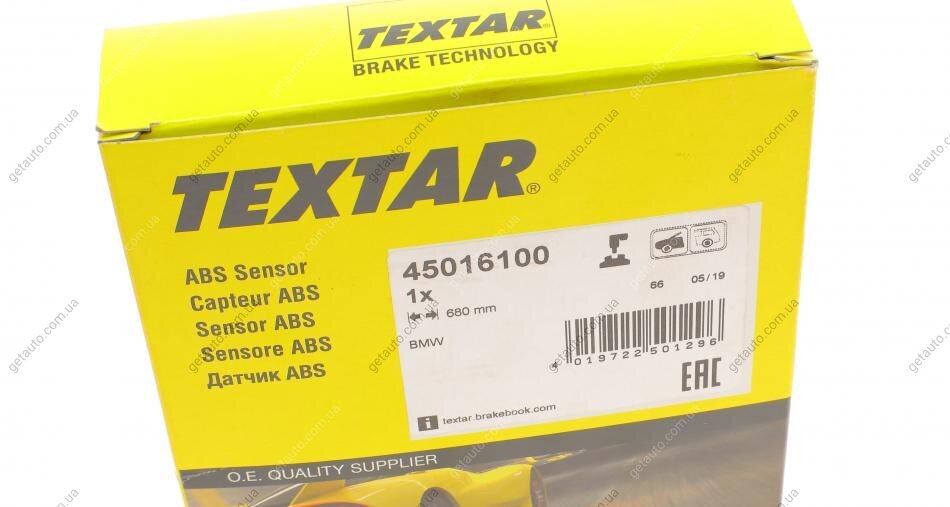 TEXTAR®
BRAKE TECHNOLOGY
TEXTAR®
ABS Sensor
Capteur ABS
Sensor ABS
Sensore ABS
Датчик ABS
45016100
1x
680 mm
BMW
66 05/19
4 019722 501296
EAC
i textar.brakebook.com
O.E. QUALITY SUPPLIER
getauto.com.ua